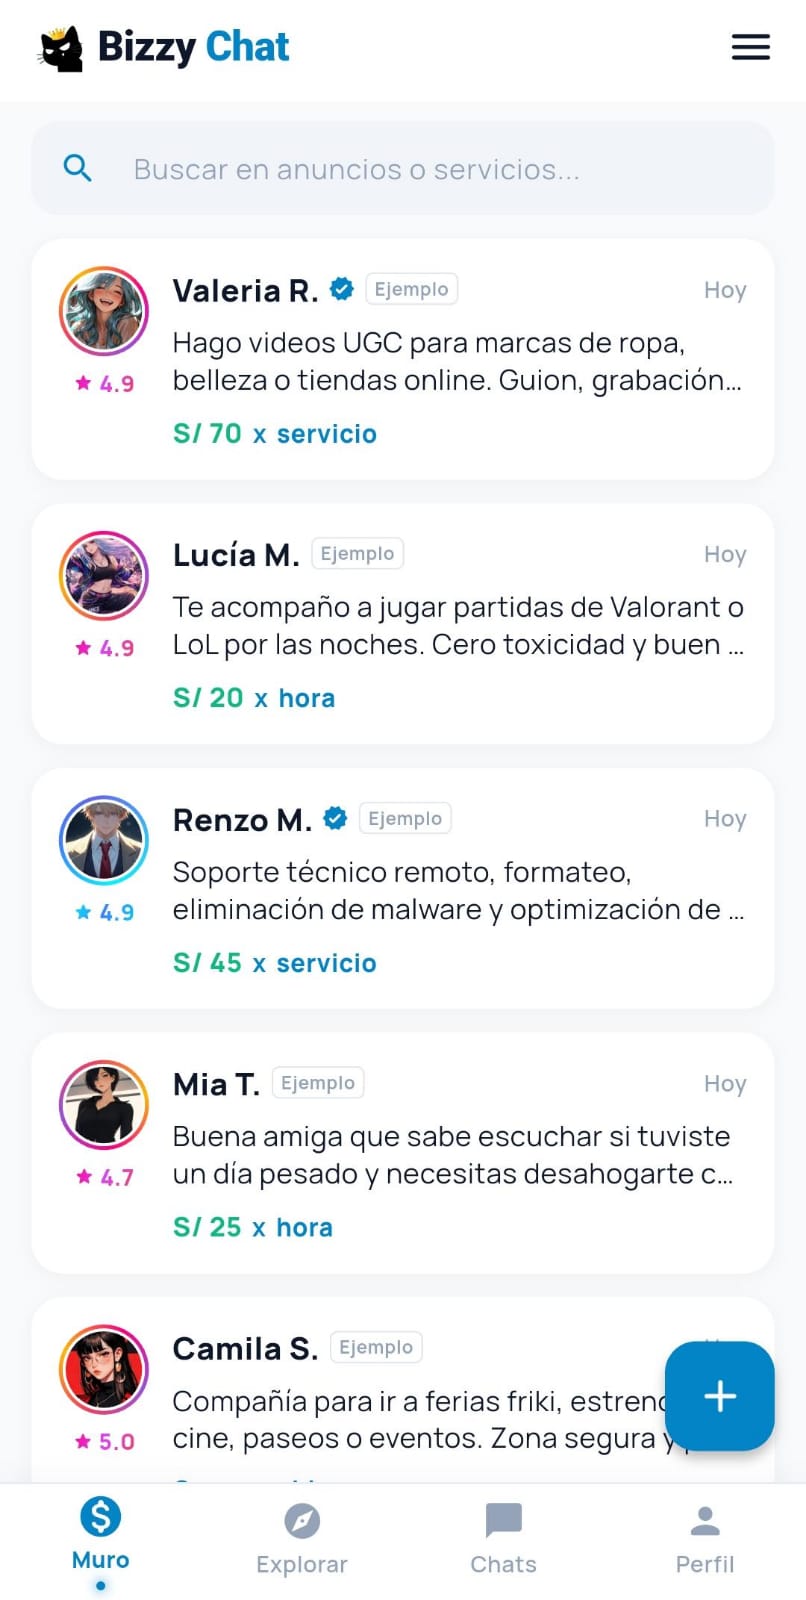 Bizzy Chat
Buscar en anuncios o servicios...
Valeria R. Ejemplo Hoy
Hago videos UGC para marcas de ropa,
belleza o tiendas online. Guion, grabación...
★ 4.9
S/ 70 x servicio
Lucía M. Ejemplo Hoy
Te acompaño a jugar partidas de Valorant o
LoL por las noches. Cero toxicidad y buen ...
★ 4.9
S/ 20 x hora
Renzo M. Ejemplo Hoy
Soporte técnico remoto, formateo,
eliminación de malware y optimización de ...
★ 4.9
S/ 45 x servicio
Mia T. Ejemplo Hoy
Buena amiga que sabe escuchar si tuviste
un día pesado y necesitas desahogarte c...
★ 4.7
S/ 25 x hora
Camila S. Ejemplo
Compañía para ir a ferias friki, estreno
cine, paseos o eventos. Zona segura y
★ 5.0
Muro Explorar Chats Perfil